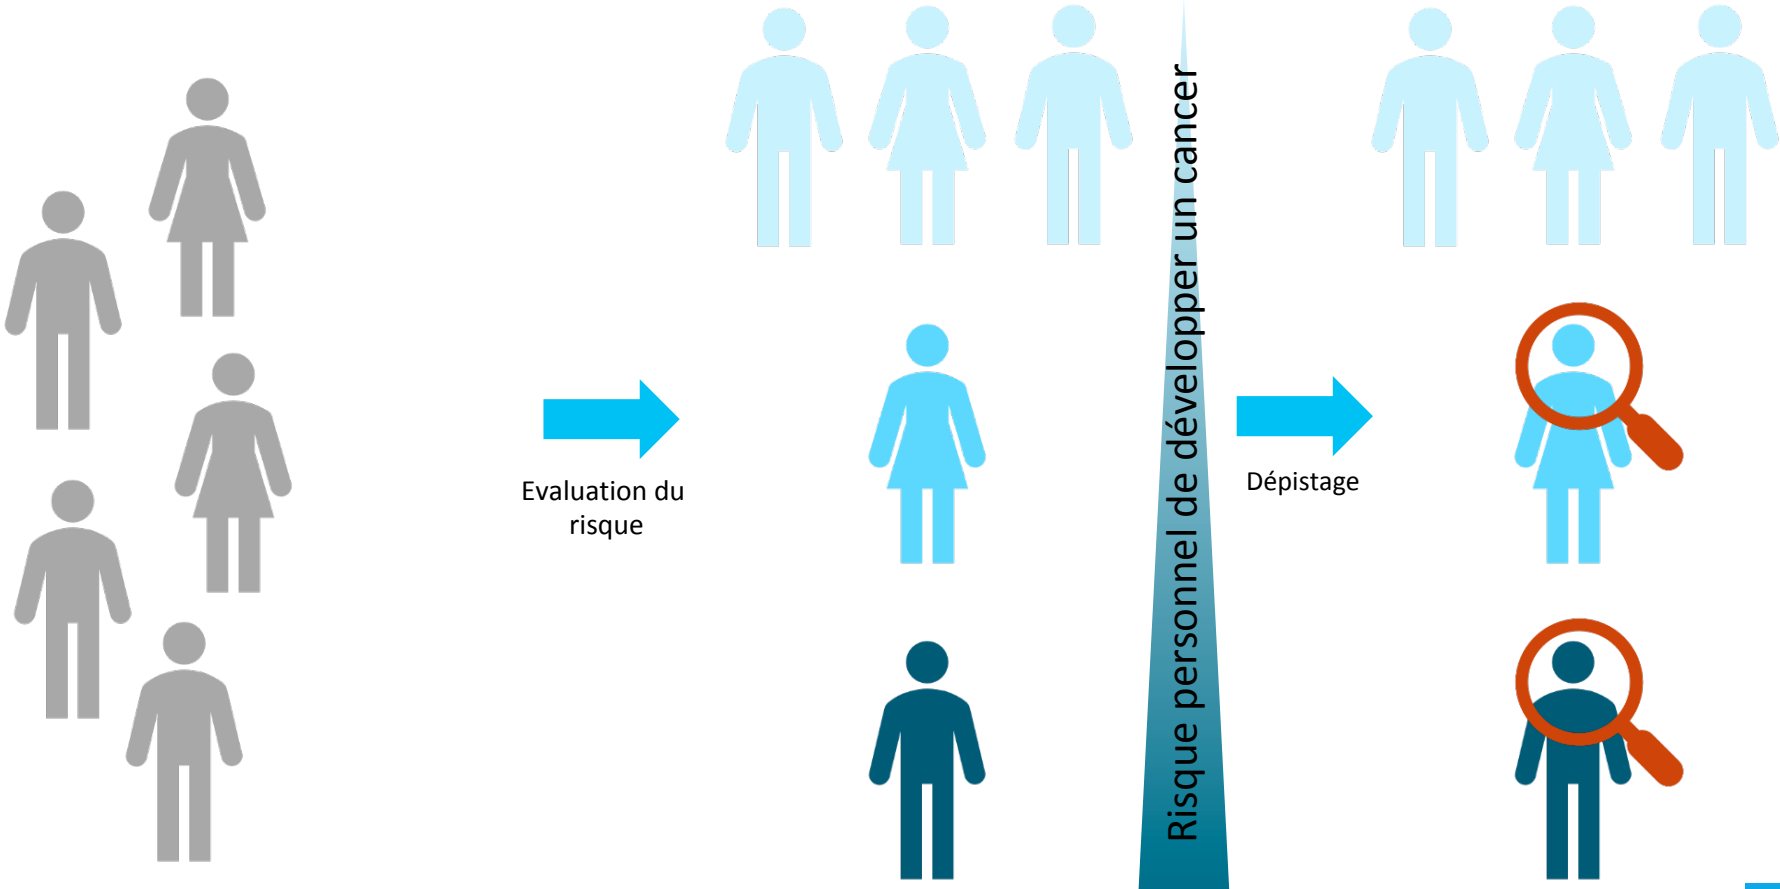 Evaluation du
risque
Risque personnel de développer un cancer
Dépistage